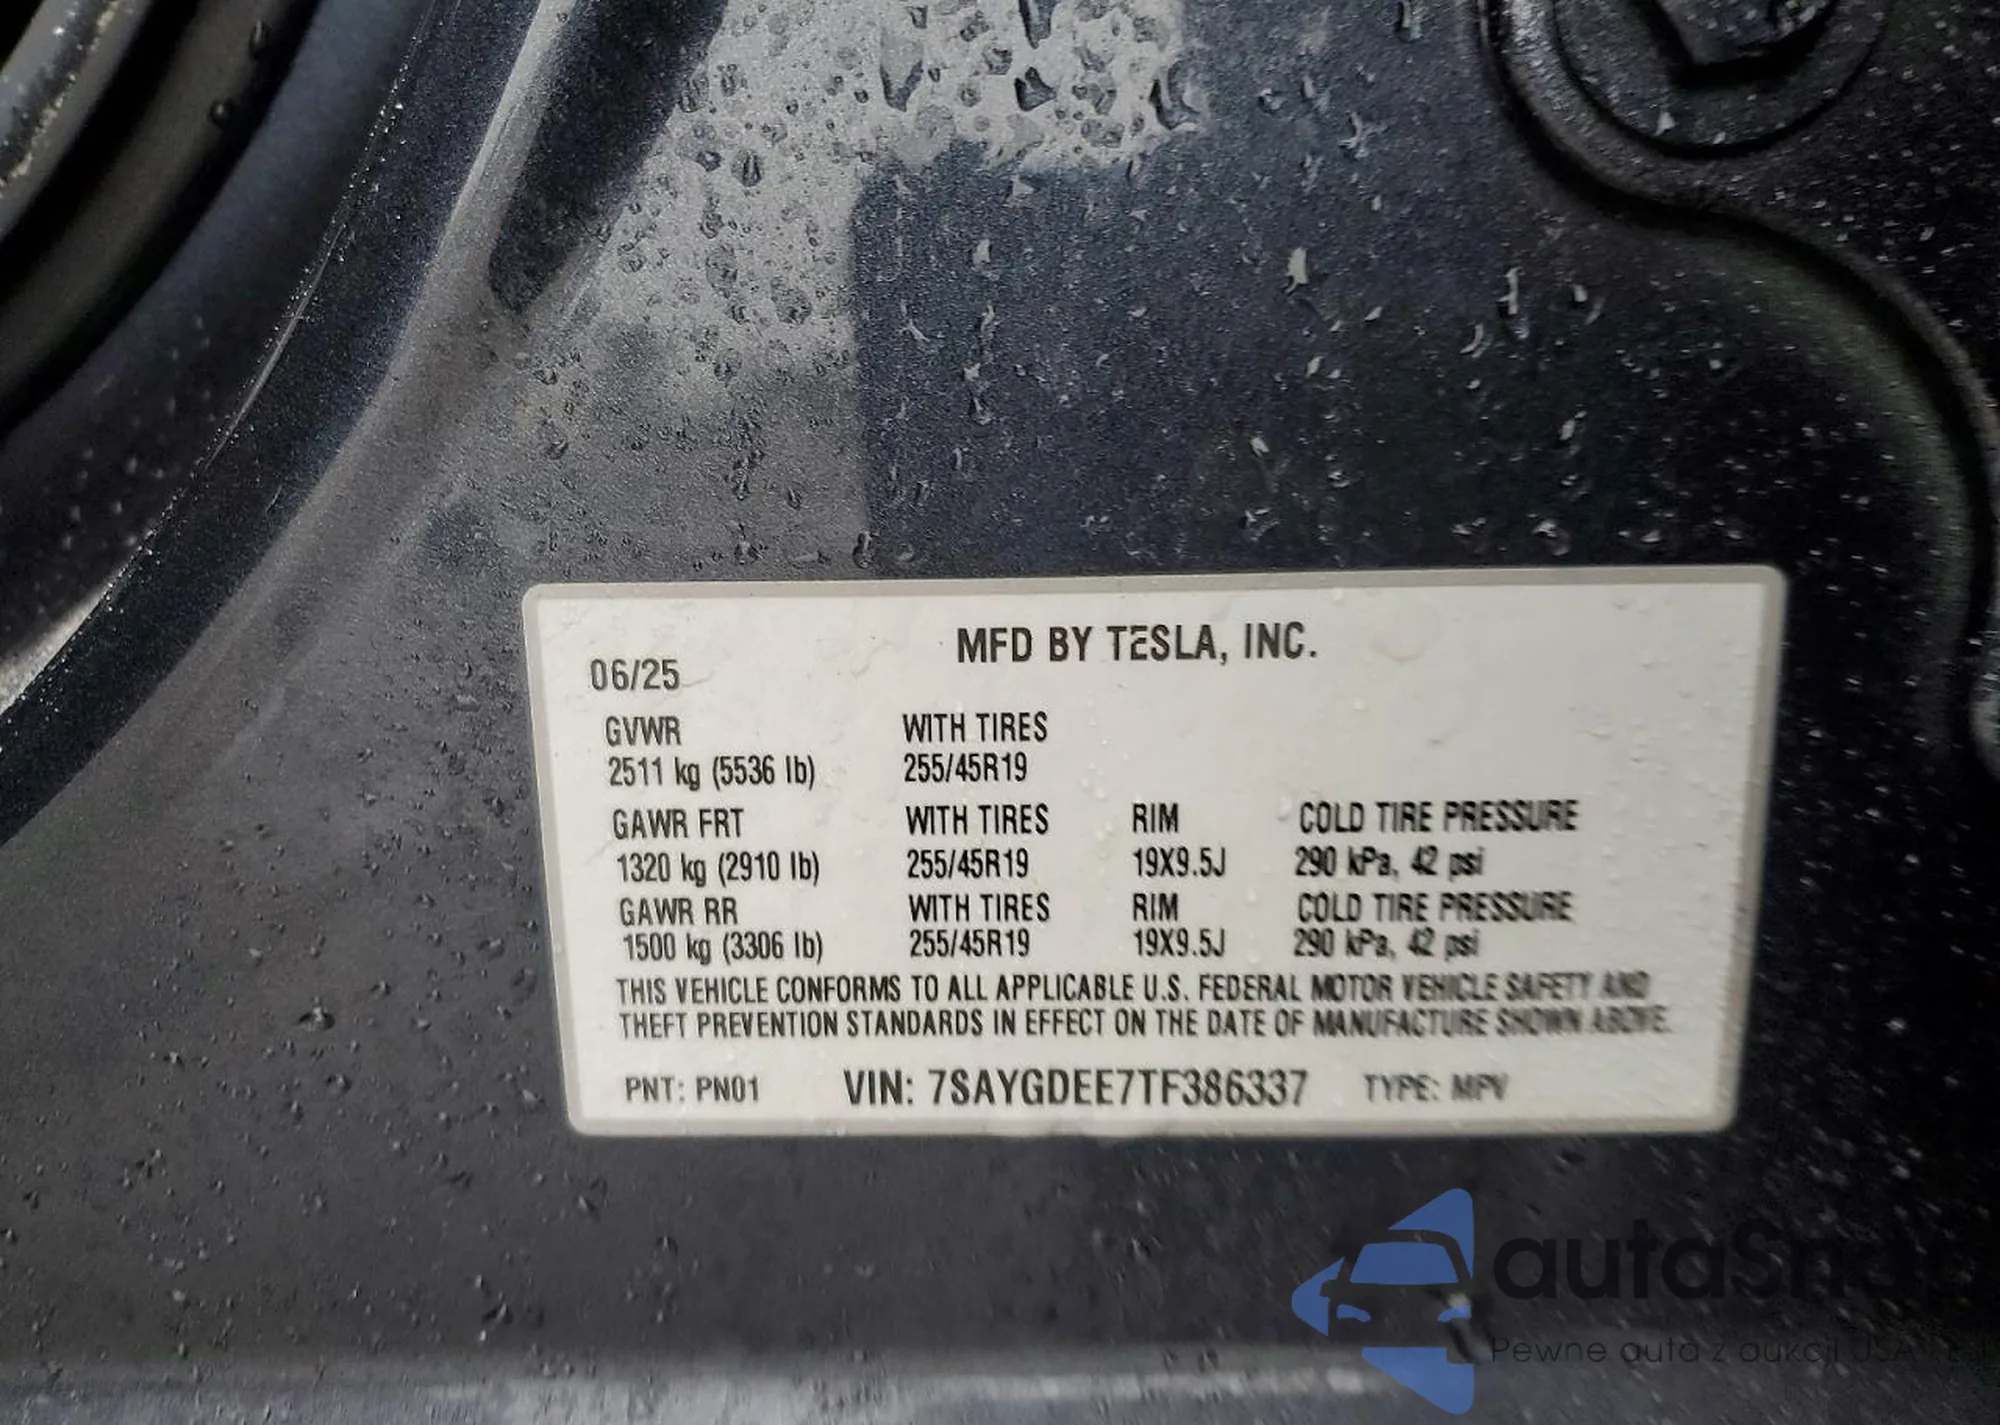 MFD BY TESLA, INC.
06/25
GVWR WITH TIRES
2511 kg (5536 lb) 255/45R19
GAWR FRT WITH TIRES RIM COLD TIRE PRESSURE
1320 kg (2910 lb) 255/45R19 19X9.5J 290 kPa, 42 psi
GAWR RR WITH TIRES RIM COLD TIRE PRESSURE
1500 kg (3306 lb) 255/45R19 19X9.5J 290 kPa, 42 psi
THIS VEHICLE CONFORMS TO ALL APPLICABLE U.S. FEDERAL MOTOR VEHICLE SAFETY AND
THEFT PREVENTION STANDARDS IN EFFECT ON THE DATE OF MANUFACTURE SHOWN ABOVE.
PNT: PN01 VIN: 7SAYGDEE7TF386337 TYPE: MPV
Pewne auta z aukcji USA